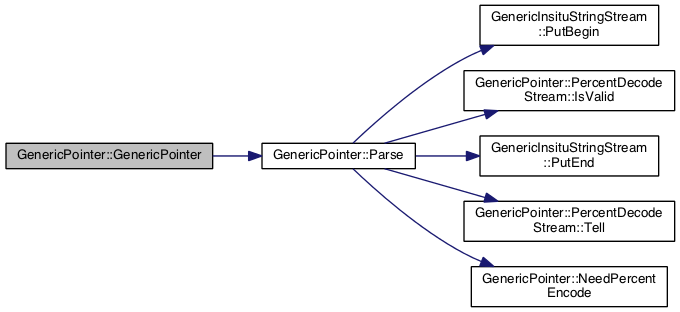 GenericPointer::GenericPointer
GenericPointer::Parse
GenericInsituStringStream
::PutBegin
GenericPointer::PercentDecode
Stream::IsValid
GenericInsituStringStream
::PutEnd
GenericPointer::PercentDecode
Stream::Tell
GenericPointer::NeedPercent
Encode